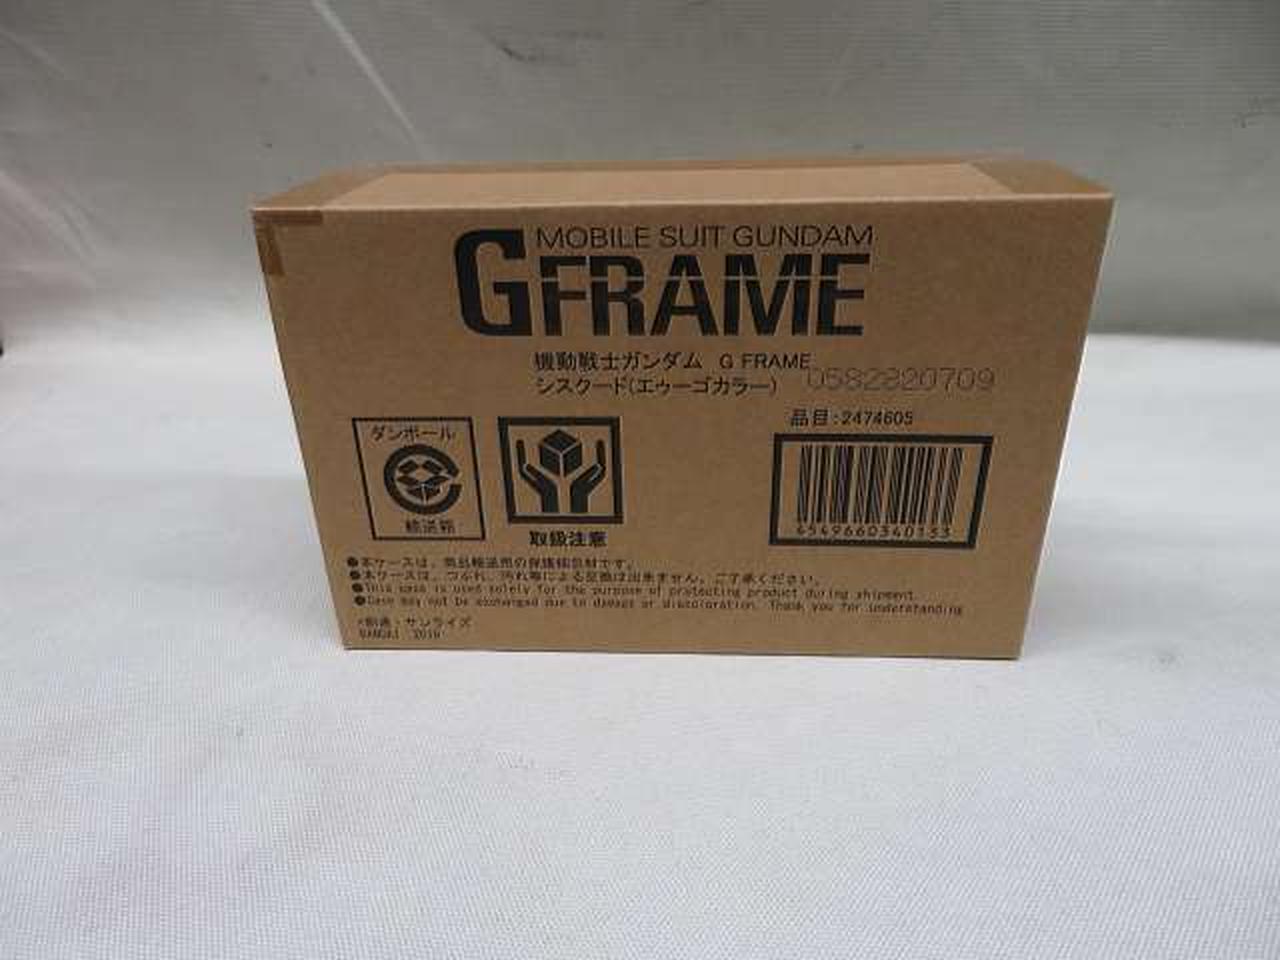 MOBILE SUIT GUNDAM
GFRAME
機動戦士ガンダム G FRAME
シスクード(エゥーゴカラー)
0582820709
品目:2474605
ダンボール
輸送箱
取扱注意
4549660340133
●本ケースは、商品輸送用の保護梱包材です。
●本ケースは、つぶれ、汚れ等による交換は出来ません。ご了承ください。
●This case is used solely for the purpose of protecting product during shipment.
●Case may not be exchanged due to damage or discoloration. Thank you for understanding
創通・サンライズ
BANDAI